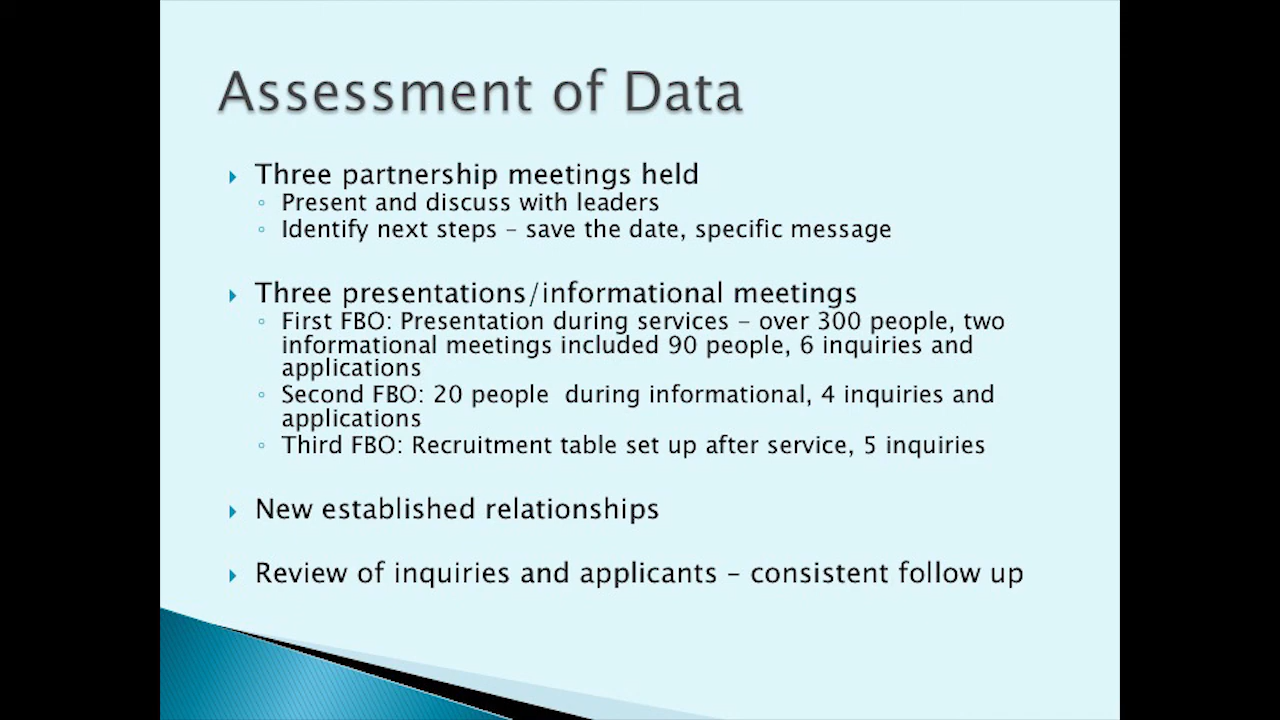 Assessment of Data
Three partnership meetings held
Present and discuss with leaders
Identify next steps – save the date, specific message
Three presentations/informational meetings
First FBO: Presentation during services – over 300 people, two
informational meetings included 90 people, 6 inquiries and
applications
Second FBO: 20 people  during informational, 4 inquiries and
applications
Third FBO: Recruitment table set up after service, 5 inquiries
New established relationships
Review of inquiries and applicants – consistent follow up